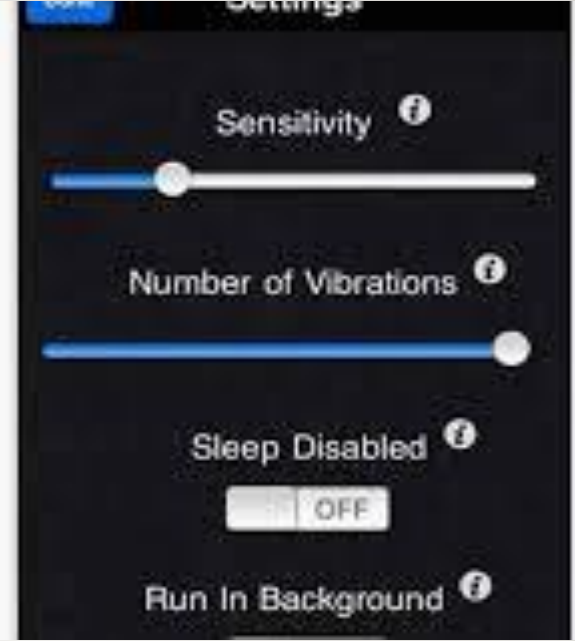 Settings
Sensitivity
Number of Vibrations
Sleep Disabled
OFF
Run In Background